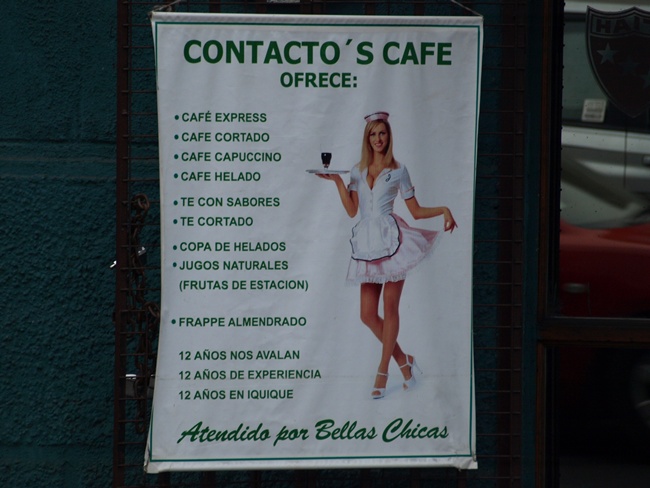 CONTACTO´S CAFE
OFRECE:
• CAFÉ EXPRESS
• CAFE CORTADO
• CAFE CAPUCCINO
• CAFE HELADO
• TE CON SABORES
• TE CORTADO
• COPA DE HELADOS
• JUGOS NATURALES
(FRUTAS DE ESTACION)
• FRAPPE ALMENDRADO
12 AÑOS NOS AVALAN
12 AÑOS DE EXPERIENCIA
12 AÑOS EN IQUIQUE
Atendido por Bellas Chicas